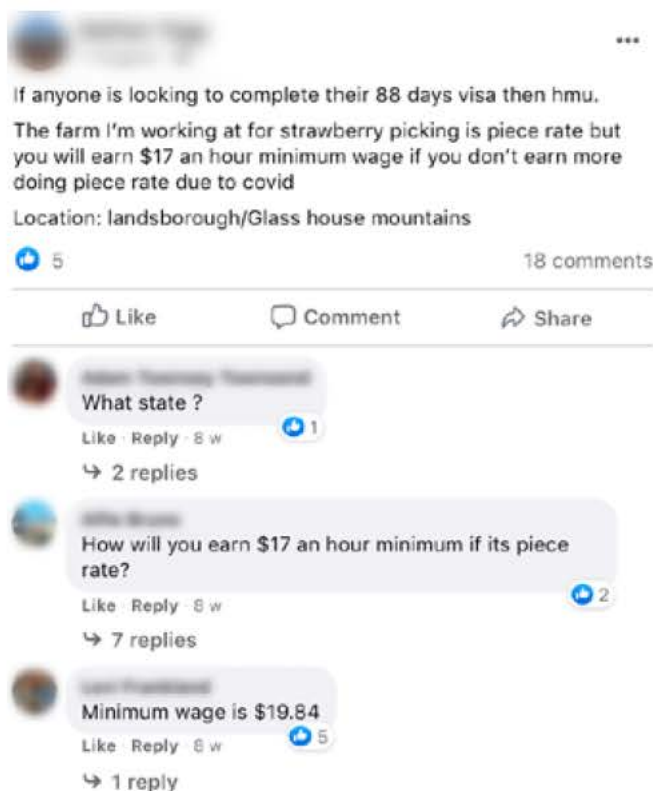 If anyone is looking to complete their 88 days visa then hmu.
The farm I'm working at for strawberry picking is piece rate but
you will earn $17 an hour minimum wage if you don't earn more
doing piece rate due to covid
Location: landsborough/Glass house mountains
5 18 comments
Like Comment Share
What state ?
1
Like Reply 8 w
2 replies
How will you earn $17 an hour minimum if its piece
rate?
2
Like Reply 8 w
7 replies
Minimum wage is $19.84
5
Like Reply 8 w
1 reply